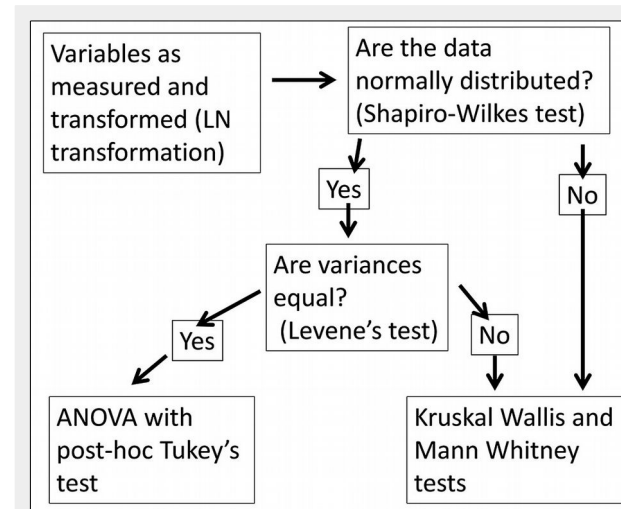 Variables as
measured and
transformed (LN
transformation)
Are the data
normally distributed?
(Shapiro-Wilkes test)
Yes
No
Are variances
equal?
(Levene's test)
Yes
No
ANOVA with
post-hoc Tukey's
test
Kruskal Wallis and
Mann Whitney
tests